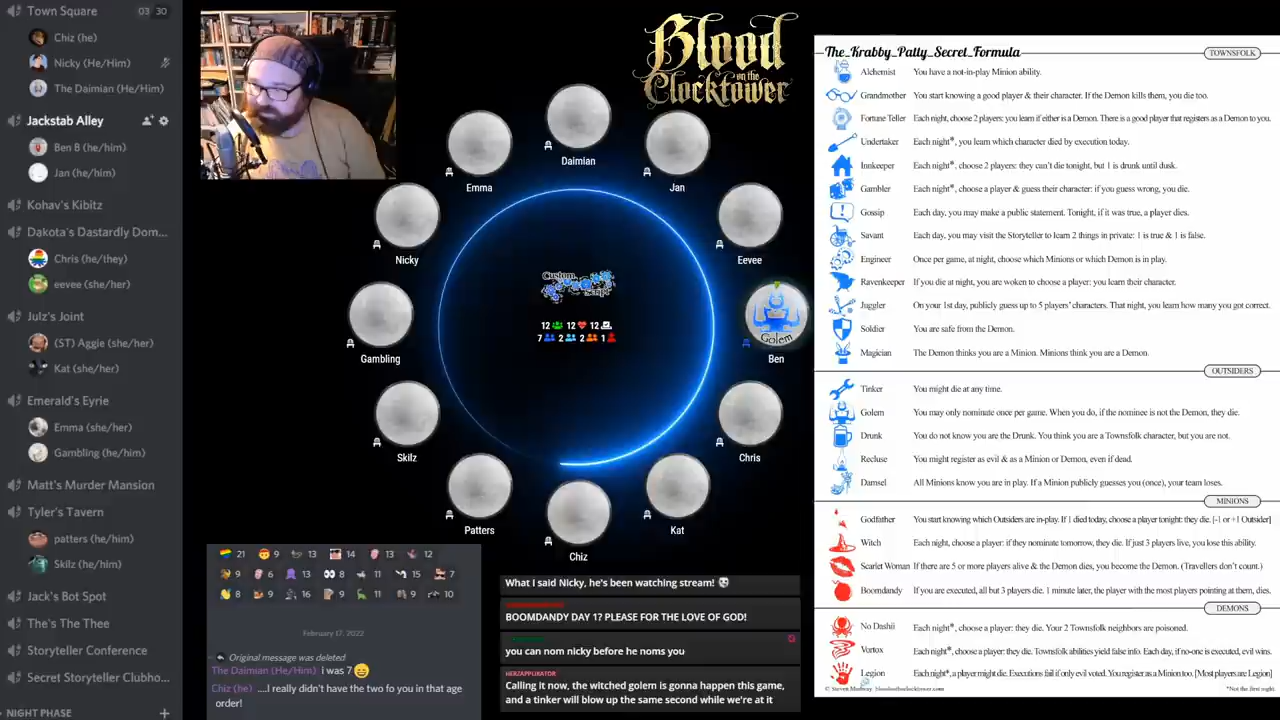 Town Square
03 30
Chiz (he)
Nicky (He/Him)
The Daimian (He/Him)
Jackstab Alley
Ben B (he/him)
Jan (he/him)
Kohav's Kibitz
Dakota's Dastardly Dom...
Chris (he/they)
eevee (she/her)
Julz's Joint
(ST) Aggie (she/her)
Kat (she/her)
Emerald's Eyrie
Emma (she/her)
Gambling (he/him)
Matt's Murder Mansion
Tyler's Tavern
patters (he/him)
Skilz (he/him)
Jack's Bot Spot
The's The Thee
Storyteller Community
Secret Storyteller Clubho...
NIGHT PHASE
Blood
on the
Clocktower
Daimian
Jan
Eevee
Golem
Ben
Chris
Kat
Chiz
Patters
Skilz
Gambling
Nicky
Emma
Custom
Script
12 12 12
7 2 2 1
21 9 13 14 13 12
9 6 13 8 11 15 7
8 9 16 9 11 9 10
February 17, 2022
Original message was deleted
The Daimian (He/Him) i was 7
Chiz (he) ....I really didn't have the two fo you in that age
order!
What I said Nicky, he's been watching stream!
BOOMDANDY DAY 1? PLEASE FOR THE LOVE OF GOD!
you can nom nicky before he noms you
HERZAPPLIKATOR
Calling it now, the witched golem is gonna happen this game,
and a tinker will blow up the same second while we're at it
The_Krabby_Patty_Secret_Formula
TOWNSFOLK
Alchemist You have a not-in-play Minion ability.
Grandmother You start knowing a good player & their character. If the Demon kills them, you die too.
Fortune Teller Each night, choose 2 players: you learn if either is a Demon. There is a good player that registers as a Demon to you.
Undertaker Each night*, you learn which character died by execution today.
Innkeeper Each night*, choose 2 players: they can't die tonight, but 1 is drunk until dusk.
Gambler Each night*, choose a player & guess their character: if you guess wrong, you die.
Gossip Each day, you may make a public statement. Tonight, if it was true, a player dies.
Savant Each day, you may visit the Storyteller to learn 2 things in private: 1 is true & 1 is false.
Engineer Once per game, at night, choose which Minions or which Demon is in play.
Ravenkeeper If you die at night, you are woken to choose a player: you learn their character.
Juggler On your 1st day, publicly guess up to 5 players' characters. That night, you learn how many you got correct.
Soldier You are safe from the Demon.
Magician The Demon thinks you are a Minion. Minions think you are a Demon.
OUTSIDERS
Tinker You might die at any time.
Golem You may only nominate once per game. When you do, if the nominee is not the Demon, they die.
Drunk You do not know you are the Drunk. You think you are a Townsfolk character, but you are not.
Recluse You might register as evil & as a Minion or Demon, even if dead.
Damsel All Minions know you are in play. If a Minion publicly guesses you (once), your team loses.
MINIONS
Godfather You start knowing which Outsiders are in-play. If 1 died today, choose a player tonight: they die. [-1 or +1 Outsider]
Witch Each night, choose a player: if they nominate tomorrow, they die. If just 3 players live, you lose this ability.
Scarlet Woman If there are 5 or more players alive & the Demon dies, you become the Demon. (Travellers don't count.)
Boomdandy If you are executed, all but 3 players die. 1 minute later, the player with the most players pointing at them, dies.
DEMONS
No Dashii Each night*, choose a player: they die. Your 2 Townsfolk neighbors are poisoned.
Vortox Each night*, choose a player: they die. Townsfolk abilities yield false info. Each day, if no-one is executed, evil wins.
Legion Each night*, a player might die. Executions fail if only evil voted. You register as a Minion too. [Most players are Legion]
© Steven Medway bloodontheclocktower.com
*Not the first night.